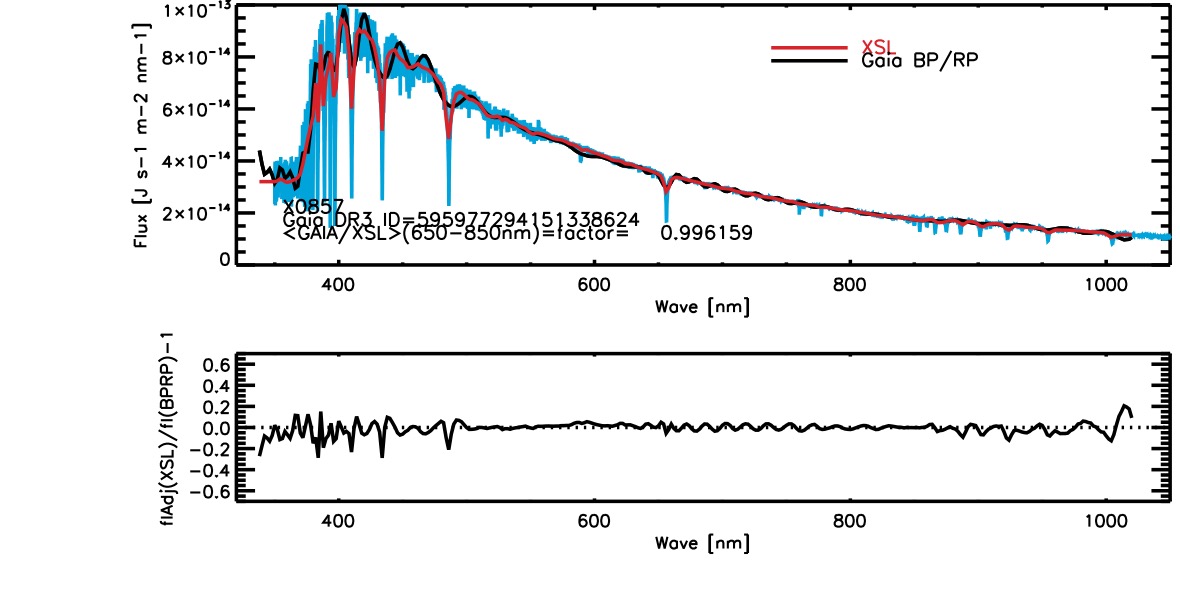 1×10−13
8×10−14
6×10−14
4×10−14
2×10−14
0
Flux [J s−1 m−2 nm−1]
XSL
Gaia BP/RP
X0857
Gaia DR3 ID=5959772294151338624
<GAIA/XSL>(650−850nm)=factor= 0.996159
400 600 800 1000
Wave [nm]
0.6
0.4
0.2
0.0
−0.2
−0.4
−0.6
flAdj(XSL)/fl(BPRP)−1
400 600 800 1000
Wave [nm]